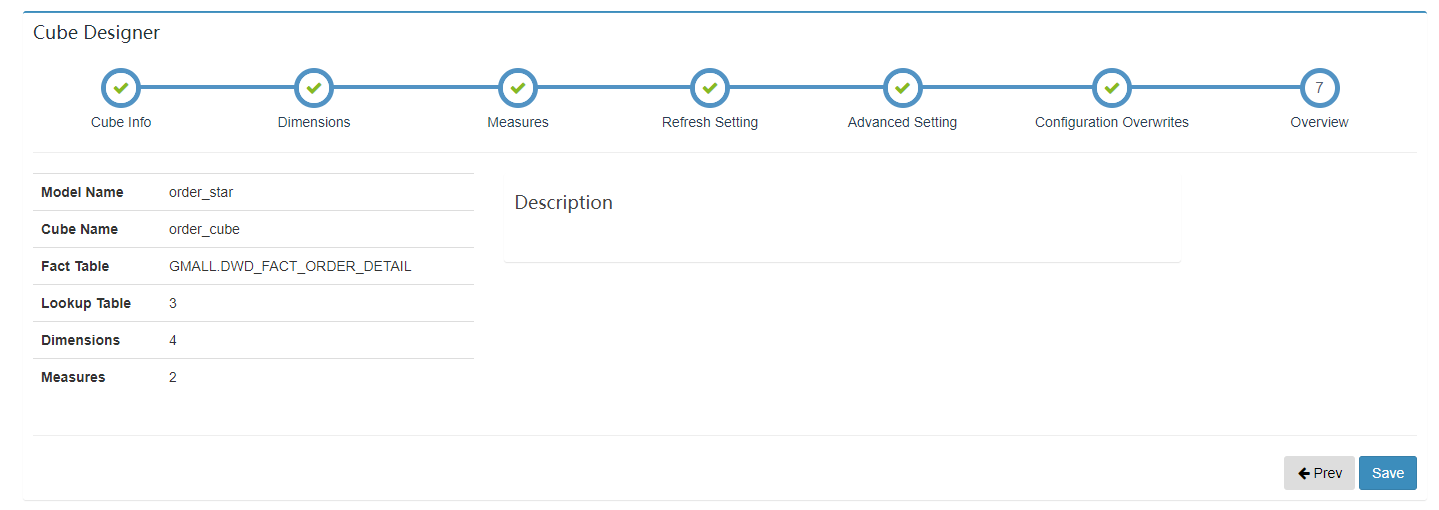 Cube Designer
7
Cube Info Dimensions Measures Refresh Setting Advanced Setting Configuration Overwrites Overview
Model Name order_star
Cube Name order_cube
Fact Table GMALL.DWD_FACT_ORDER_DETAIL
Lookup Table 3
Dimensions 4
Measures 2
Description
Prev Save